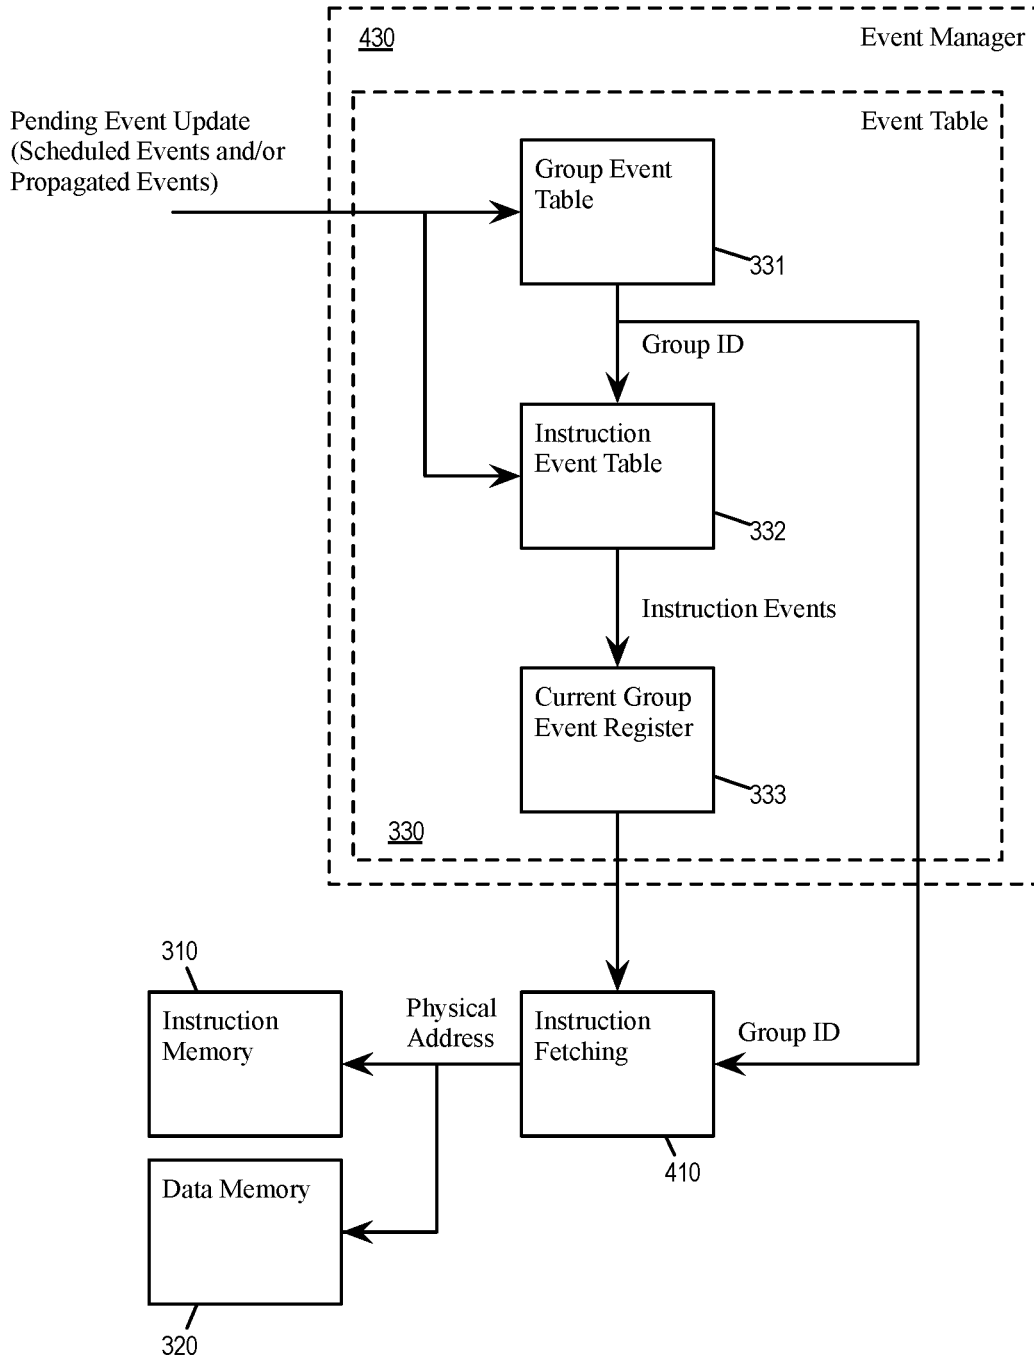 430
Event Manager
Pending Event Update
(Scheduled Events and/or
Propagated Events)
Event Table
Group Event
Table
331
Group ID
Instruction
Event Table
332
Instruction Events
Current Group
Event Register
333
330
310
Instruction
Memory
Physical
Address
Instruction
Fetching
Group ID
410
Data Memory
320